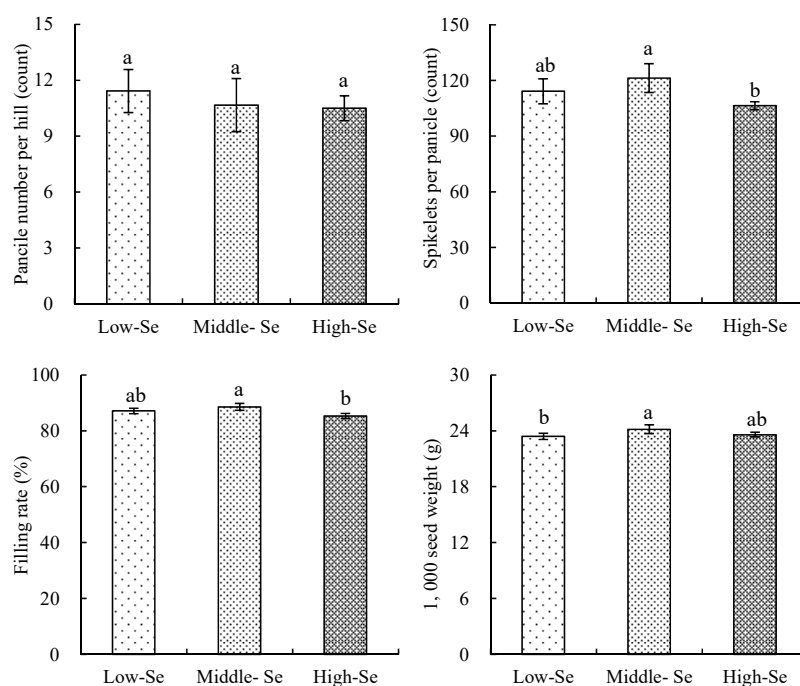 Pancile number per hill (count)
15
12
9
6
3
0
a
a
a
Low-Se
Middle- Se
High-Se
Spikelets per panicle (count)
150
120
90
60
30
0
ab
a
b
Low-Se
Middle- Se
High-Se
Filling rate (%)
100
80
60
40
20
0
ab
a
b
Low-Se
Middle- Se
High-Se
1, 000 seed weight (g)
30
24
18
12
6
0
b
a
ab
Low-Se
Middle- Se
High-Se